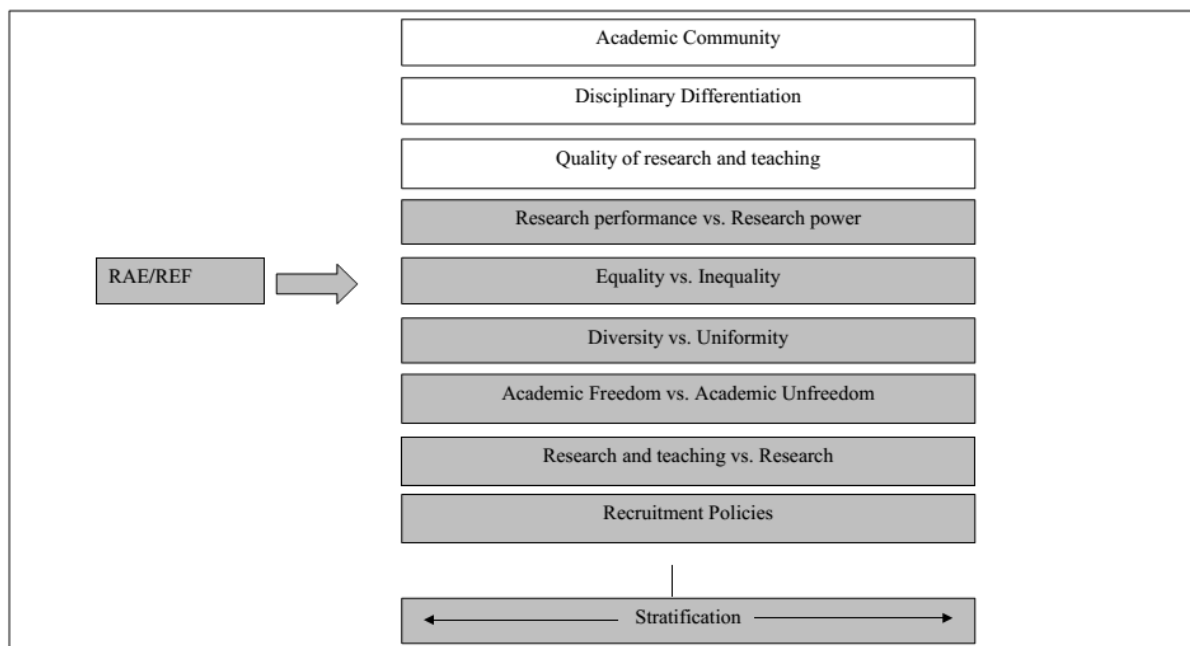 Academic Community
Disciplinary Differentiation
Quality of research and teaching
Research performance vs. Research power
RAE/REF
Equality vs. Inequality
Diversity vs. Uniformity
Academic Freedom vs. Academic Unfreedom
Research and teaching vs. Research
Recruitment Policies
Stratification